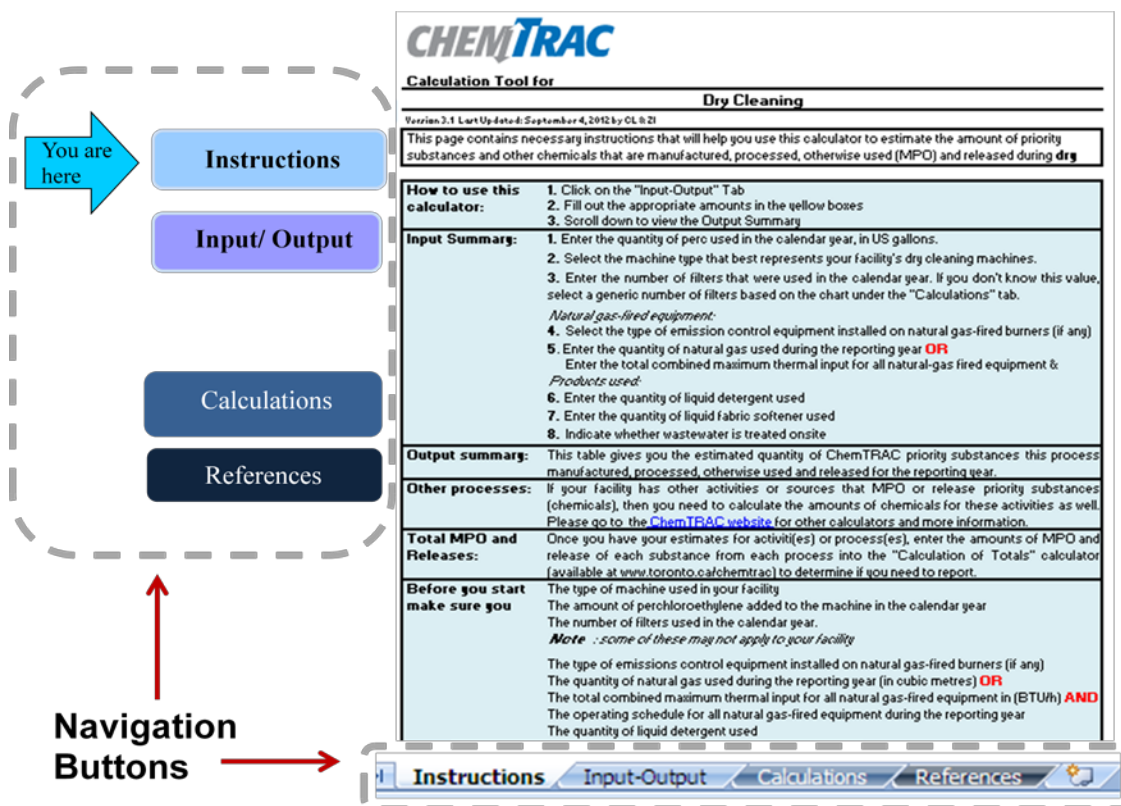 You are
here
Instructions
Input/ Output
Calculations
References
Navigation
Buttons
CHEMTRAC
Calculation Tool for
Dry Cleaning
Version 3.1 Last Updated: September 4, 2012 by CL & ZI
This page contains necessary instructions that will help you use this calculator to estimate the amount of priority
substances and other chemicals that are manufactured, processed, otherwise used (MPO) and released during dry
How to use this
calculator:
1. Click on the "Input-Output" Tab
2. Fill out the appropriate amounts in the yellow boxes
3. Scroll down to view the Output Summary
Input Summary:
1. Enter the quantity of perc used in the calendar year, in US gallons.
2. Select the machine type that best represents your facility's dry cleaning machines.
3. Enter the number of filters that were used in the calendar year. If you don't know this value,
select a generic number of filters based on the chart under the "Calculations" tab.
Natural gas-fired equipment:
4. Select the type of emission control equipment installed on natural gas-fired burners (if any)
5. Enter the quantity of natural gas used during the reporting year OR
Enter the total combined maximum thermal input for all natural-gas fired equipment &
Products used:
6. Enter the quantity of liquid detergent used
7. Enter the quantity of liquid fabric softener used
8. Indicate whether wastewater is treated onsite
Output summary:
This table gives you the estimated quantity of ChemTRAC priority substances this process
manufactured, processed, otherwise used and released for the reporting year.
Other processes:
If your facility has other activities or sources that MPO or release priority substances
(chemicals), then you need to calculate the amounts of chemicals for these activities as well.
Please go to the ChemTRAC website for other calculators and more information.
Total MPO and
Releases:
Once you have your estimates for activiti(es) or process(es), enter the amounts of MPO and
release of each substance from each process into the "Calculation of Totals" calculator
(available at www.toronto.ca/chemtrac) to determine if you need to report.
Before you start
make sure you
The type of machine used in your facility
The amount of perchloroethylene added to the machine in the calendar year
The number of filters used in the calendar year.
Note : some of these may not apply to your facility
The type of emissions control equipment installed on natural gas-fired burners (if any)
The quantity of natural gas used during the reporting year (in cubic metres) OR
The total combined maximum thermal input for all natural gas-fired equipment in (BTU/h) AND
The operating schedule for all natural gas-fired equipment during the reporting year
The quantity of liquid detergent used
Instructions Input-Output Calculations References